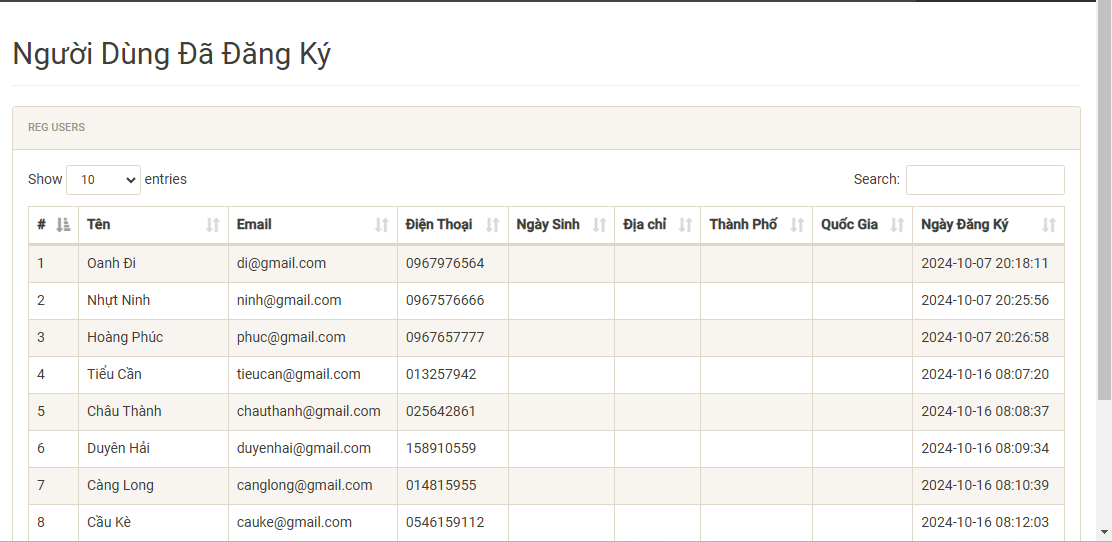 Người Dùng Đã Đăng Ký
REG USERS
Show 10 entries Search:
# Tên Email Điện Thoại Ngày Sinh Địa chỉ Thành Phố Quốc Gia Ngày Đăng Ký
1 Oanh Đi di@gmail.com 0967976564 2024-10-07 20:18:11
2 Nhựt Ninh ninh@gmail.com 0967576666 2024-10-07 20:25:56
3 Hoàng Phúc phuc@gmail.com 0967657777 2024-10-07 20:26:58
4 Tiểu Cần tieucan@gmail.com 013257942 2024-10-16 08:07:20
5 Châu Thành chauthanh@gmail.com 025642861 2024-10-16 08:08:37
6 Duyên Hải duyenhai@gmail.com 158910559 2024-10-16 08:09:34
7 Càng Long canglong@gmail.com 014815955 2024-10-16 08:10:39
8 Cầu Kè cauke@gmail.com 0546159112 2024-10-16 08:12:03